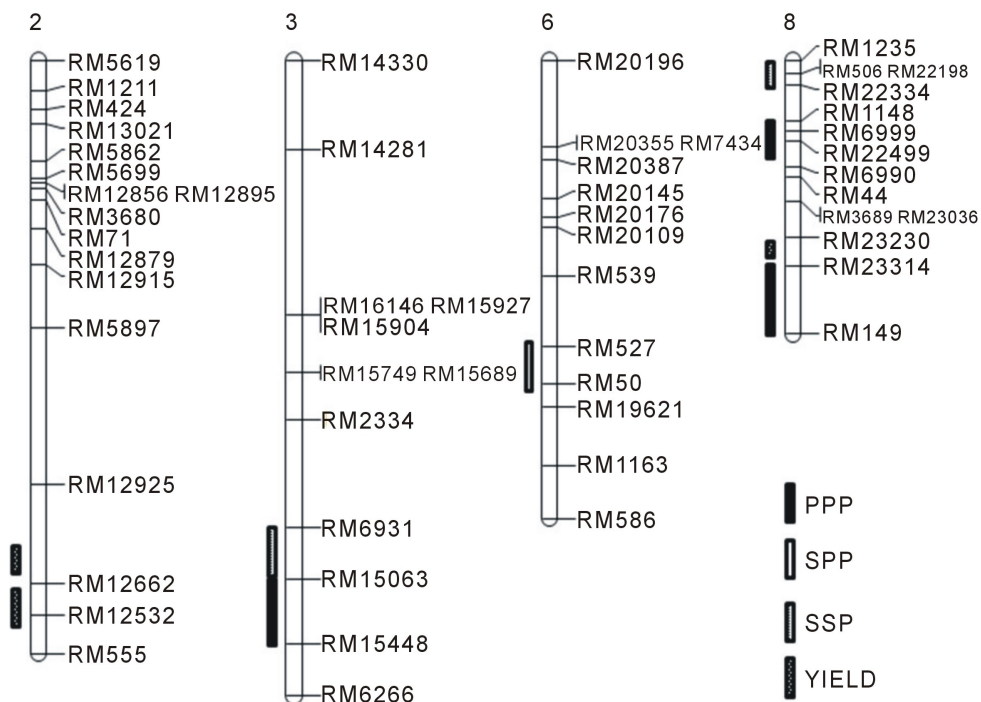 2
RM5619
RM1211
RM424
RM13021
RM5862
RM5699
RM12856 RM12895
RM3680
RM71
RM12879
RM12915
RM5897
RM12925
RM12662
RM12532
RM555
3
RM14330
RM14281
RM16146 RM15927
RM15904
RM15749 RM15689
RM2334
RM6931
RM15063
RM15448
RM6266
6
RM20196
RM20355 RM7434
RM20387
RM20145
RM20176
RM20109
RM539
RM527
RM50
RM19621
RM1163
RM586
8
RM1235
RM506 RM22198
RM22334
RM1148
RM6999
RM22499
RM6990
RM44
RM3689 RM23036
RM23230
RM23314
RM149
PPP
SPP
SSP
YIELD